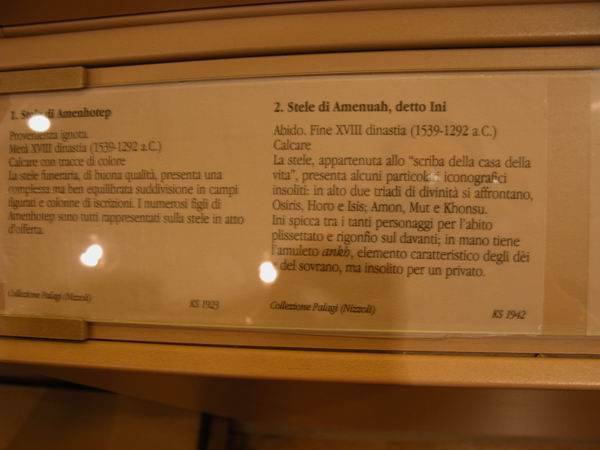 1. Stele di Amenhotep
Provenienza ignota.
Metà XVIII dinastia (1539-1292 a.C.)
Calcare con tracce di colore
La stele funeraria, di buona qualità, presenta una
complessa ma ben equilibrata suddivisione in campi
figurati e colonne di iscrizioni. I numerosi figli di
Amenhotep sono tutti rappresentati sulla stele in atto
d'offerta.
Collezione Palagi (Nizzoli)
KS 1923
2. Stele di Amenuah, detto Ini
Abido. Fine XVIII dinastia (1539-1292 a.C.)
Calcare
La stele, appartenuta allo "scriba della casa della
vita", presenta alcuni particolari iconografici
insoliti: in alto due triadi di divinità si affrontano,
Osiris, Horo e Isis; Amon, Mut e Khonsu.
Ini spicca tra i tanti personaggi per l'abito
plissettato e rigonfio sul davanti; in mano tiene
l'amuleto ankh, elemento caratteristico degli dèi
del sovrano, ma insolito per un privato.
Collezione Palagi (Nizzoli)
KS 1942